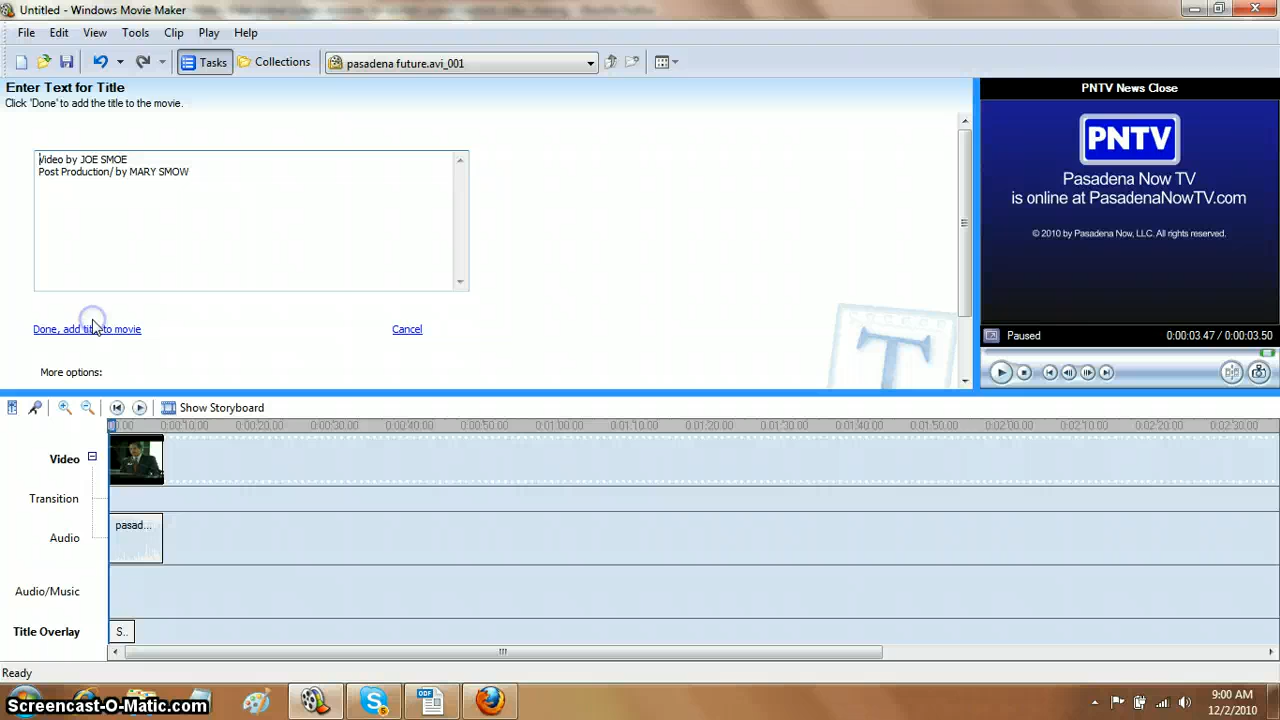 Untitled - Windows Movie Maker
File Edit View Tools Clip Play Help
Tasks Collections pasadena future.avi_001
Enter Text for Title
Click 'Done' to add the title to the movie.
Video by JOE SMOE
Post Production/ by MARY SMOW
Done, add title to movie Cancel
More options:
T
PNTV News Close
PNTV
Pasadena Now TV
is online at PasadenaNowTV.com
© 2010 by Pasadena Now, LLC. All rights reserved.
Paused 0:00:03.47 / 0:00:03.50
Show Storyboard
0:00:10.00 0:00:20.00 0:00:30.00 0:00:40.00 0:00:50.00 0:01:00.00 0:01:10.00 0:01:20.00 0:01:30.00 0:01:40.00 0:01:50.00 0:02:00.00 0:02:10.00 0:02:20.00 0:02:30.00
Video
Transition
Audio pasad...
Audio/Music
Title Overlay S..
Ready
ODF
9:00 AM
12/2/2010
Screencast-O-Matic.com